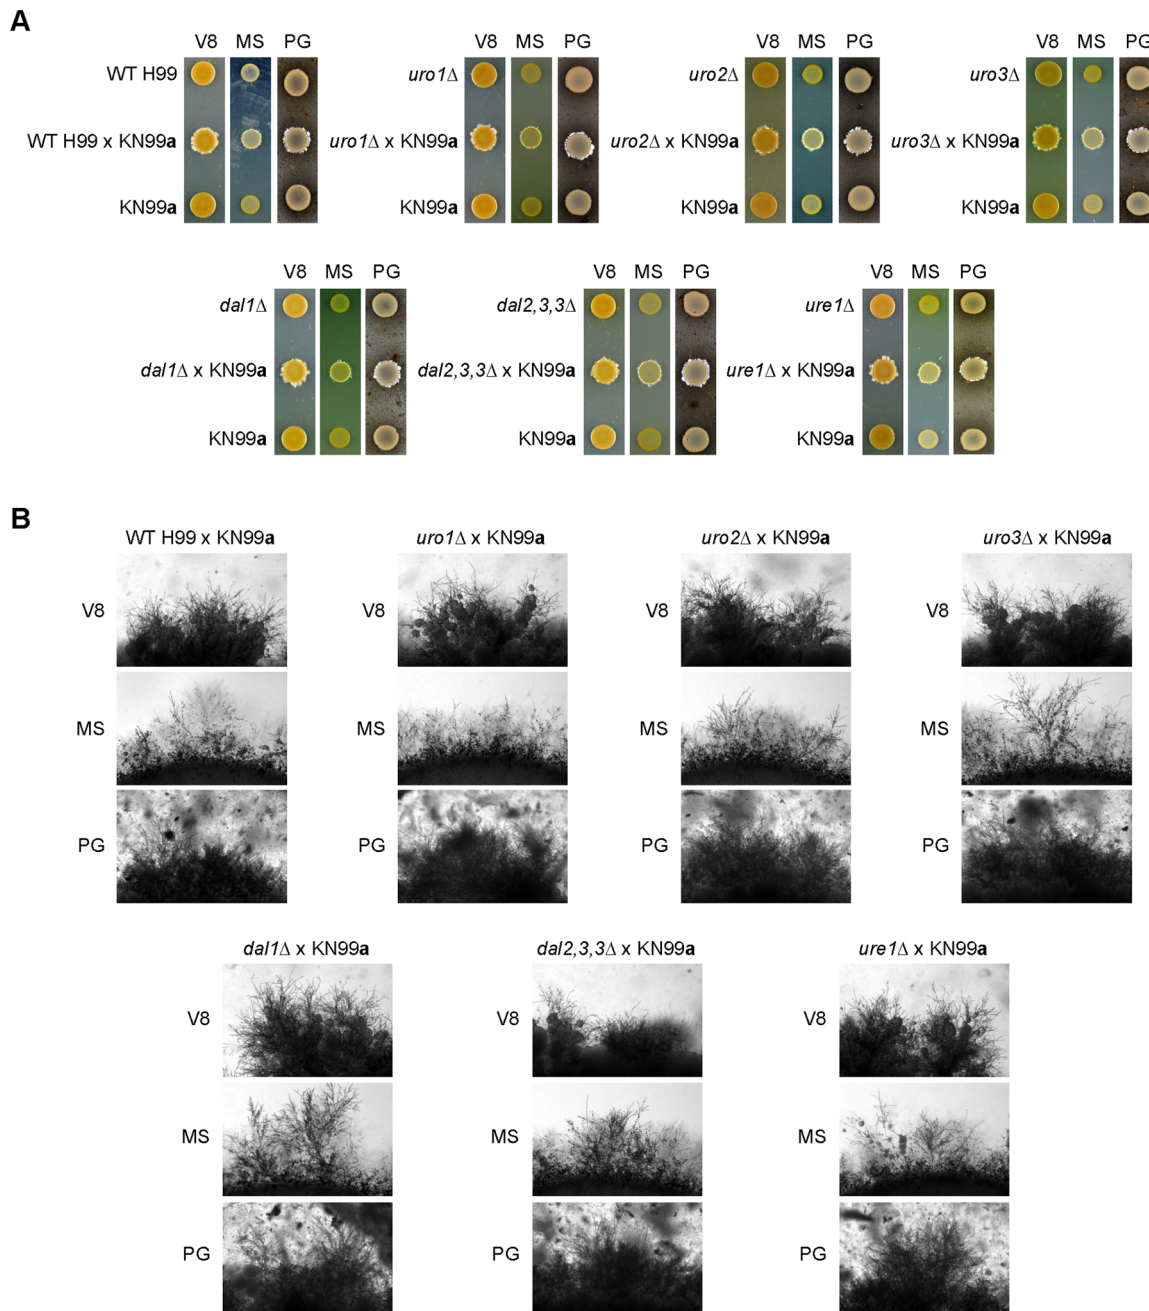 A
V8 MS PG V8 MS PG V8 MS PG V8 MS PG
WT H99 uro1Δ uro2Δ uro3Δ
WT H99 x KN99a uro1Δ x KN99a uro2Δ x KN99a uro3Δ x KN99a
KN99a KN99a KN99a KN99a
V8 MS PG V8 MS PG V8 MS PG
dal1Δ dal2,3,3Δ ure1Δ
dal1Δ x KN99a dal2,3,3Δ x KN99a ure1Δ x KN99a
KN99a KN99a KN99a
B
WT H99 x KN99a uro1Δ x KN99a uro2Δ x KN99a uro3Δ x KN99a
V8 V8 V8 V8
MS MS MS MS
PG PG PG PG
dal1Δ x KN99a dal2,3,3Δ x KN99a ure1Δ x KN99a
V8 V8 V8
MS MS MS
PG PG PG